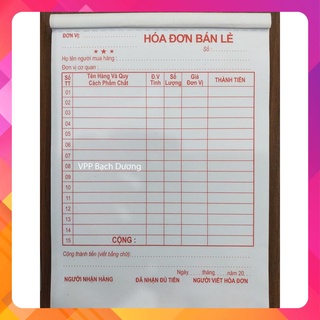 ĐƠN VỊ
HÓA ĐƠN BÁN LẺ
★ ★ ★
Số :
Họ tên người mua hàng :
Đơn vị cơ quan :
SỐ TT Tên Hàng Và Quy Cách Phẩm Chất Đ.V Tính Số Lượng Giá Đơn Vị THÀNH TIỀN
01
02
03
04
05
06
07
08
09
10
11
12
13
14
15 CỘNG :
VPP Bạch Dương
Cộng thành tiền (viết bằng chữ)
Ngày ..... tháng ..... năm 20...
NGƯỜI NHẬN HÀNG ĐÃ NHẬN ĐỦ TIỀN NGƯỜI VIẾT HÓA ĐƠN